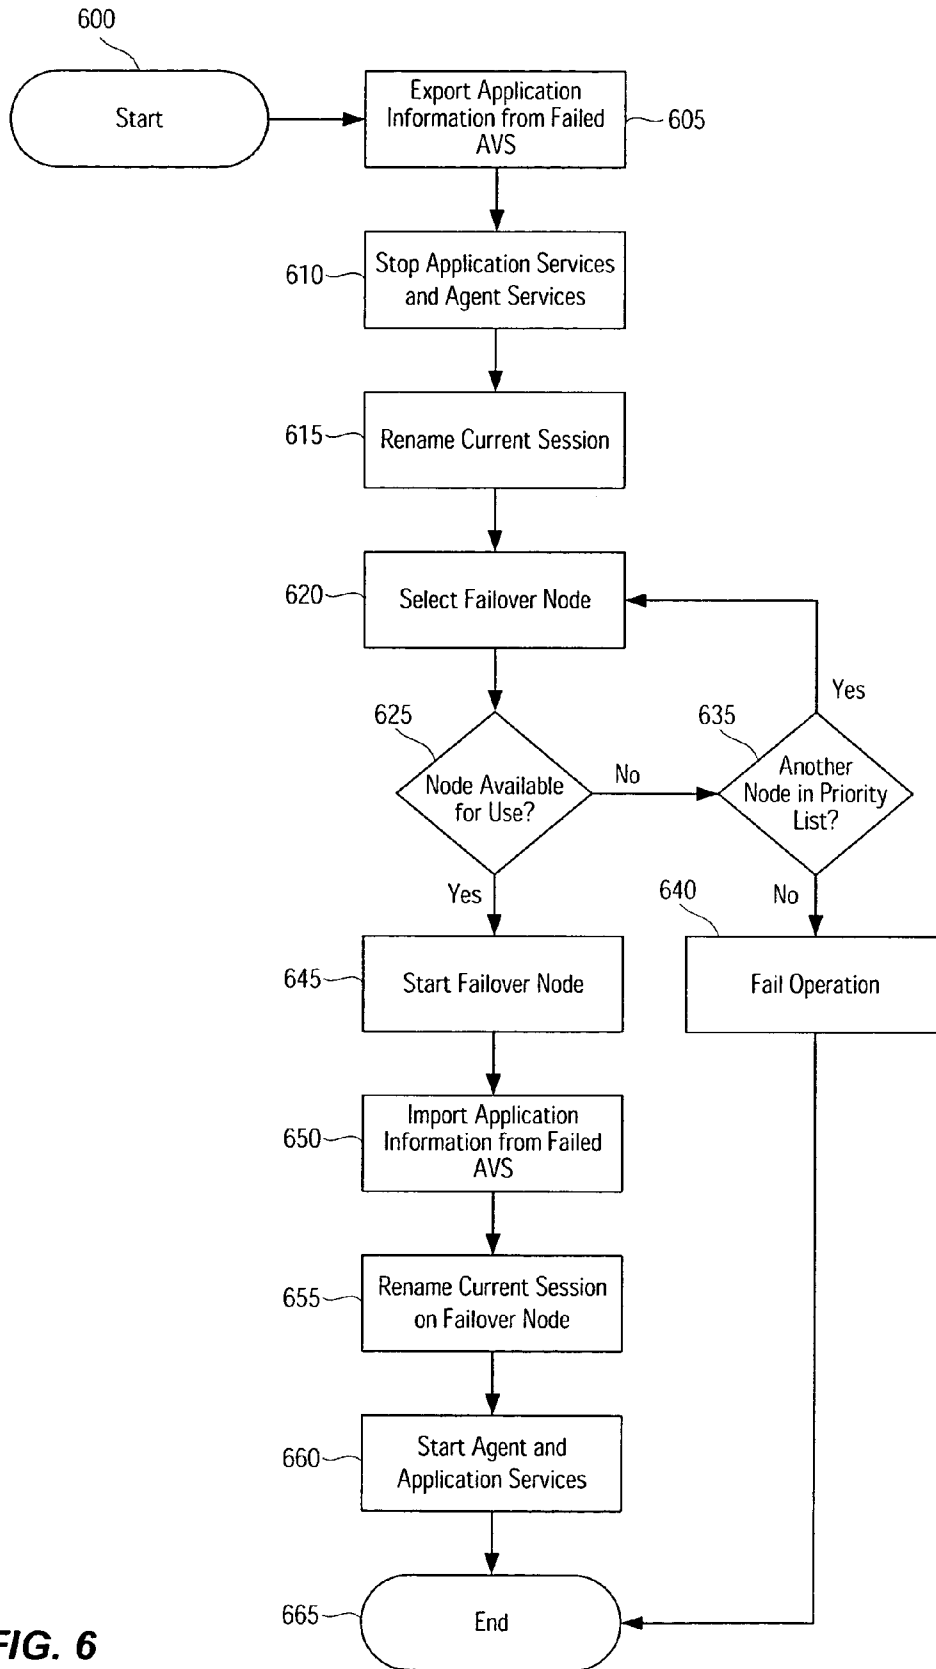 600
Start
Export Application
Information from Failed
AVS
605
610
Stop Application Services
and Agent Services
615
Rename Current Session
620
Select Failover Node
Yes
625
635
Node Available
for Use?
No
Another
Node in Priority
List?
Yes
No
640
645
Start Failover Node
Fail Operation
650
Import Application
Information from Failed
AVS
655
Rename Current Session
on Failover Node
660
Start Agent and
Application Services
665
End
FIG. 6